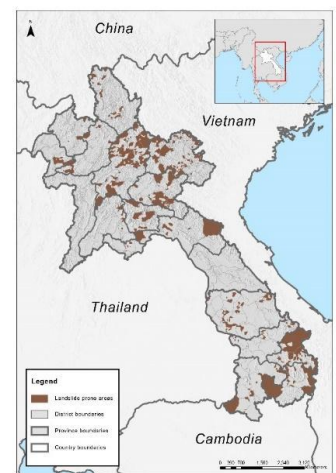 China
Vietnam
Thailand
Cambodia
Legend
Landslide prone areas
District boundaries
Province boundaries
Country boundaries